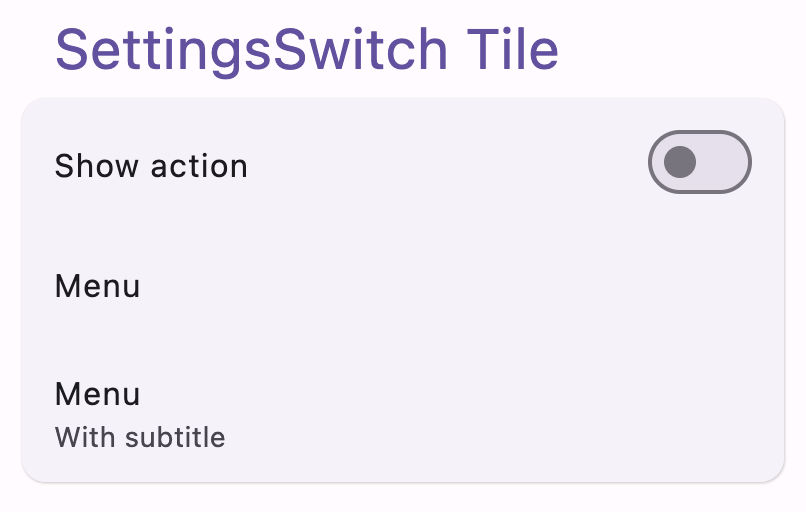 SettingsSwitch Tile
Show action
Menu
Menu
With subtitle